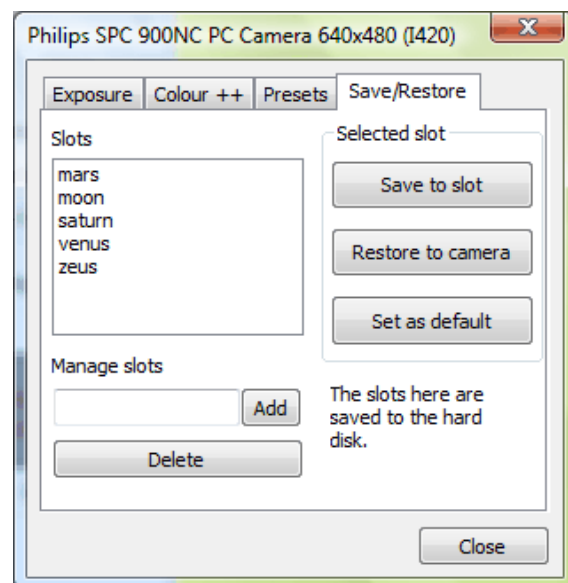 Philips SPC 900NC PC Camera 640x480 (I420)
Exposure Colour ++ Presets Save/Restore
Slots
mars
moon
saturn
venus
zeus
Selected slot
Save to slot
Restore to camera
Set as default
Manage slots
Add
Delete
The slots here are
saved to the hard
disk.
Close